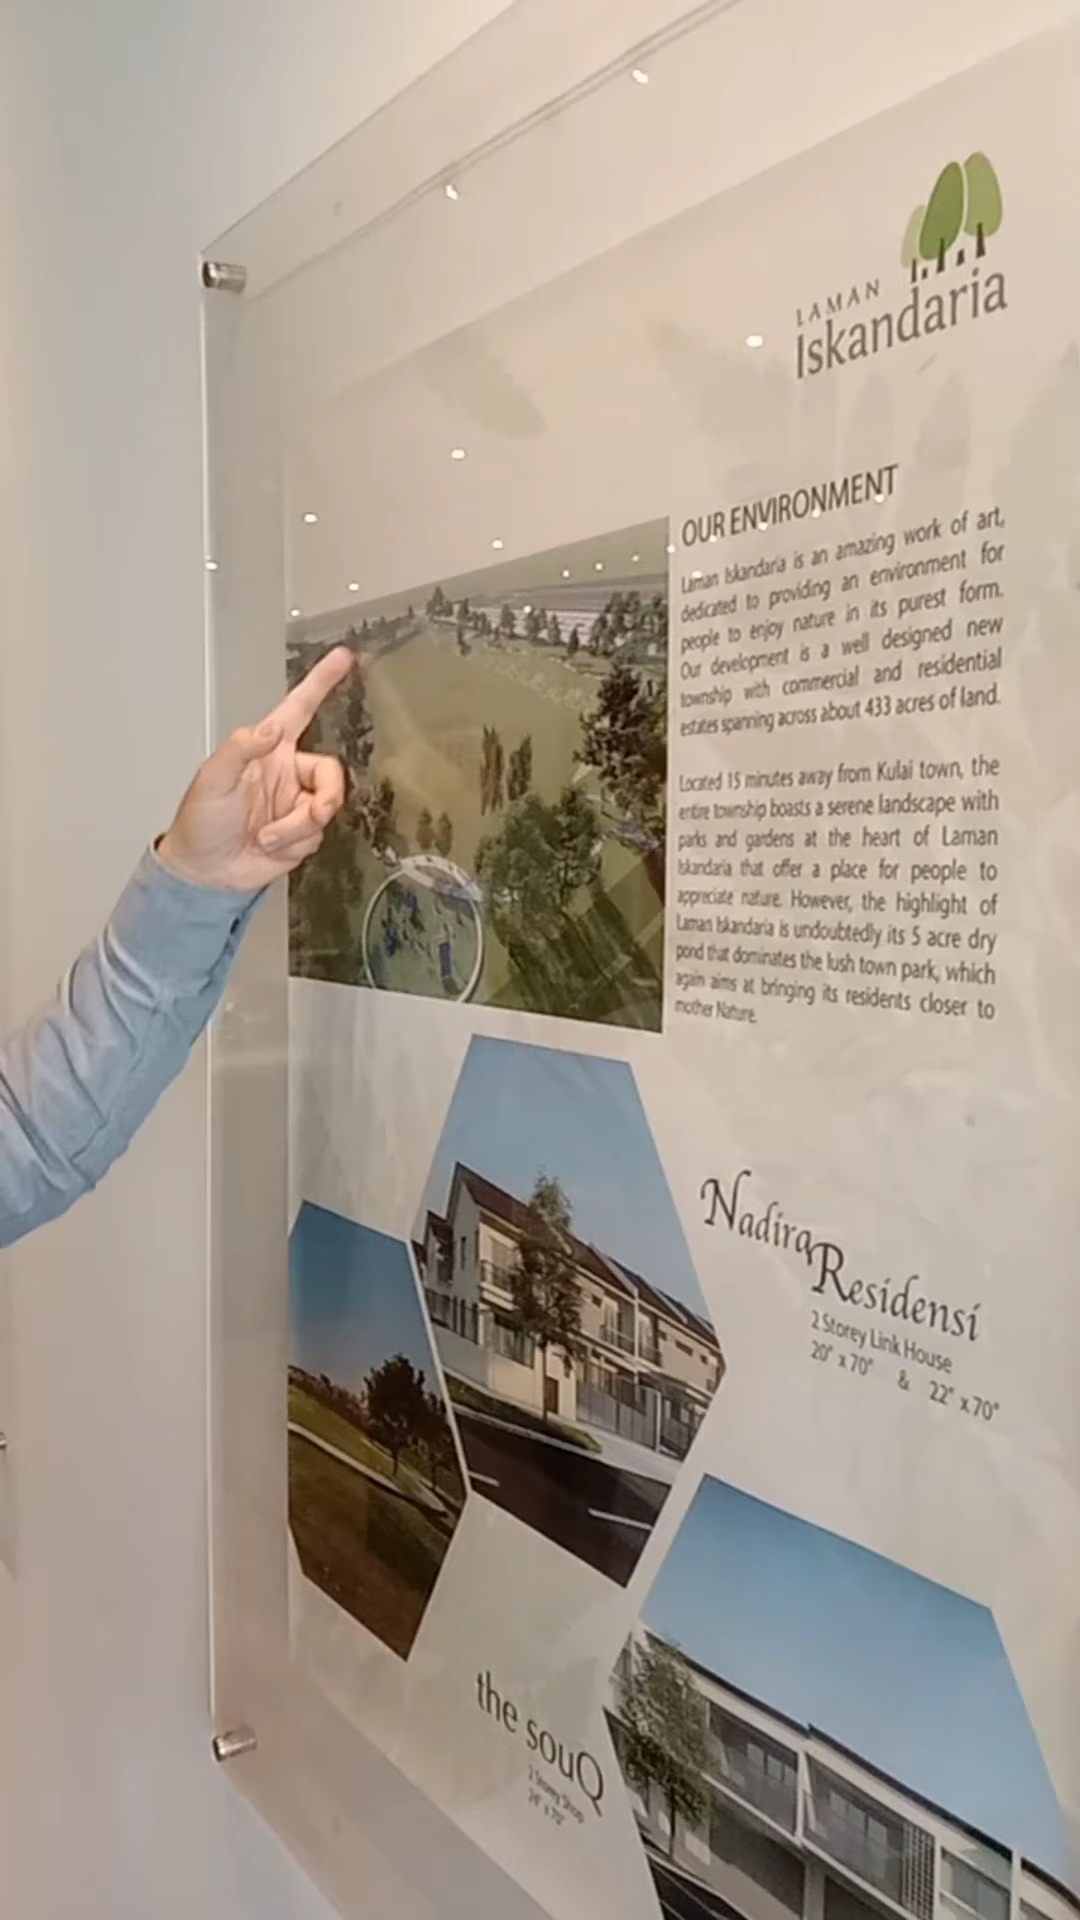 LAMAN
Iskandaria
OUR ENVIRONMENT
Laman Iskandaria is an amazing work of art,
dedicated to providing an environment for
people to enjoy nature in its purest form.
Our development is a well designed new
township with commercial and residential
estates spanning across about 433 acres of land.
Located 15 minutes away from Kulai town, the
entire township boasts a serene landscape with
parks and gardens at the heart of Laman
Iskandaria that offer a place for people to
appreciate nature. However, the highlight of
Laman Iskandaria is undoubtedly its 5 acre dry
pond that dominates the lush town park, which
again aims at bringing its residents closer to
mother Nature.
Nadira
Residensi
2 Storey Link House
20" x 70" & 22" x 70"
the souQ
2 Storey Shop